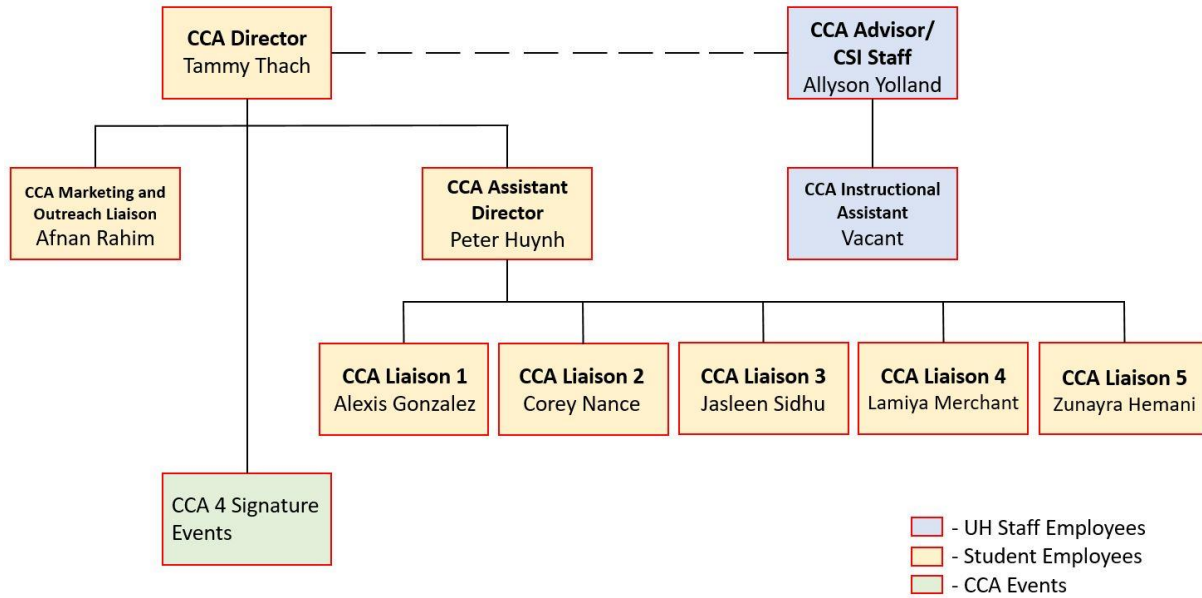 CCA Director
Tammy Thach
CCA Advisor/
CSI Staff
Allyson Yolland
CCA Marketing and
Outreach Liaison
Afnan Rahim
CCA Assistant
Director
Peter Huynh
CCA Instructional
Assistant
Vacant
CCA Liaison 1
Alexis Gonzalez
CCA Liaison 2
Corey Nance
CCA Liaison 3
Jasleen Sidhu
CCA Liaison 4
Lamiya Merchant
CCA Liaison 5
Zunayra Hemani
CCA 4 Signature
Events
- UH Staff Employees
- Student Employees
- CCA Events